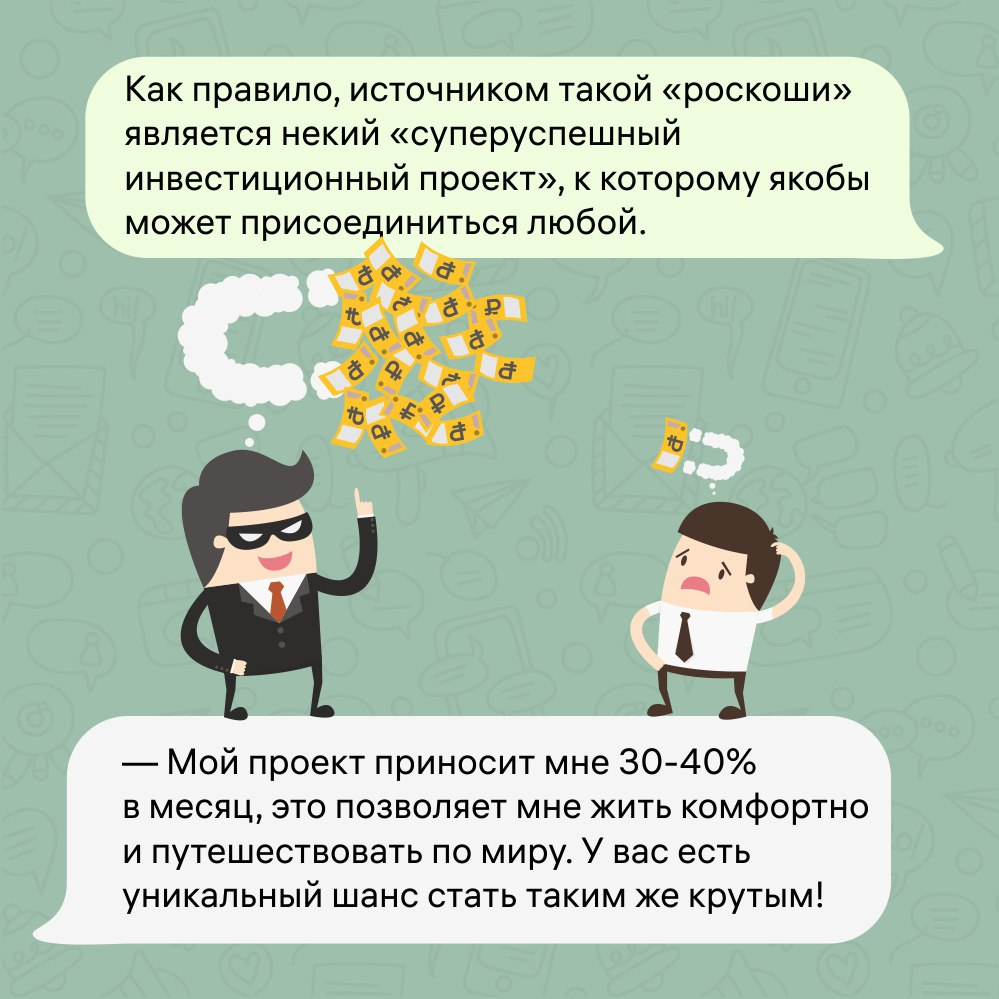 Как правило, источником такой «роскоши»
является некий «суперуспешный
инвестиционный проект», к которому якобы
может присоединиться любой.
— Мой проект приносит мне 30-40%
в месяц, это позволяет мне жить комфортно
и путешествовать по миру. У вас есть
уникальный шанс стать таким же крутым!